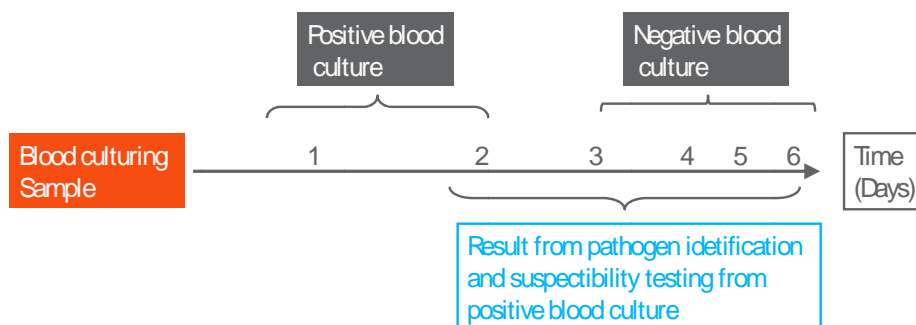 Positive blood
culture
Negative blood
culture
Blood culturing
Sample
1
2
3
4
5
6
Time
(Days)
Result from pathogen idetification
and suspectibility testing from
positive blood culture